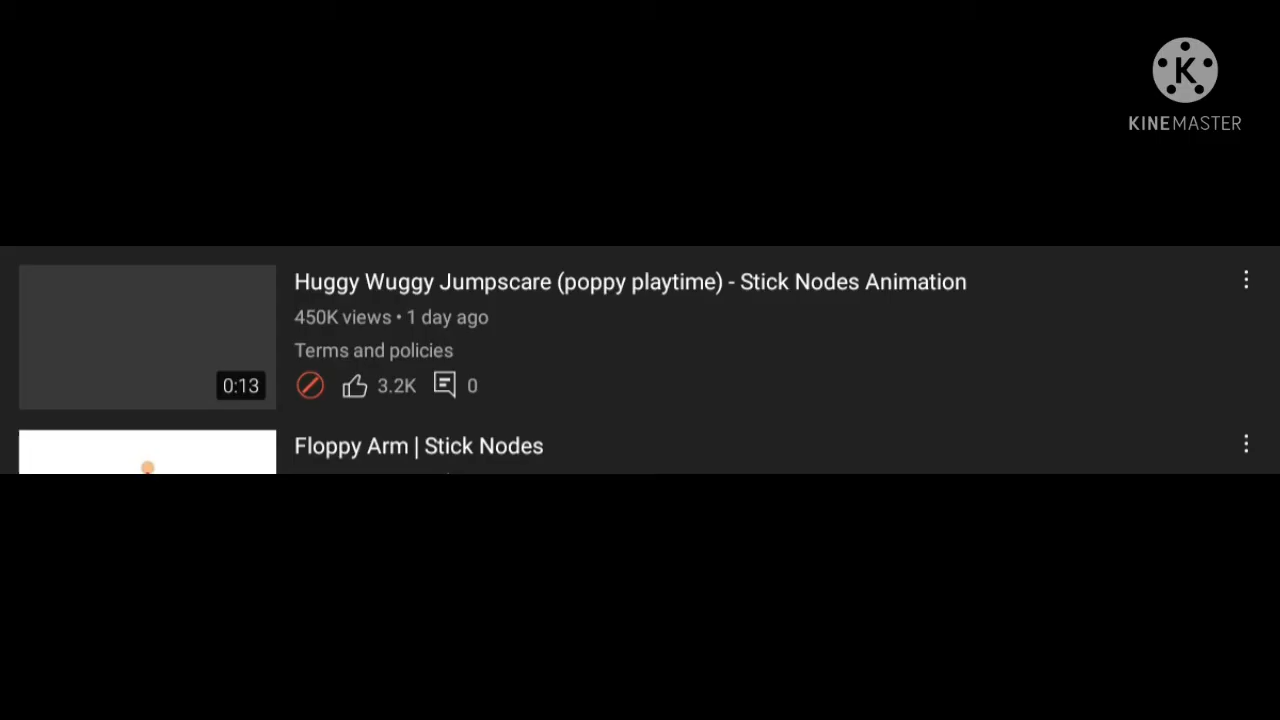 K
KINEMASTER
Huggy Wuggy Jumpscare (poppy playtime) - Stick Nodes Animation
450K views • 1 day ago
Terms and policies
0:13
3.2K
0
Floppy Arm | Stick Nodes